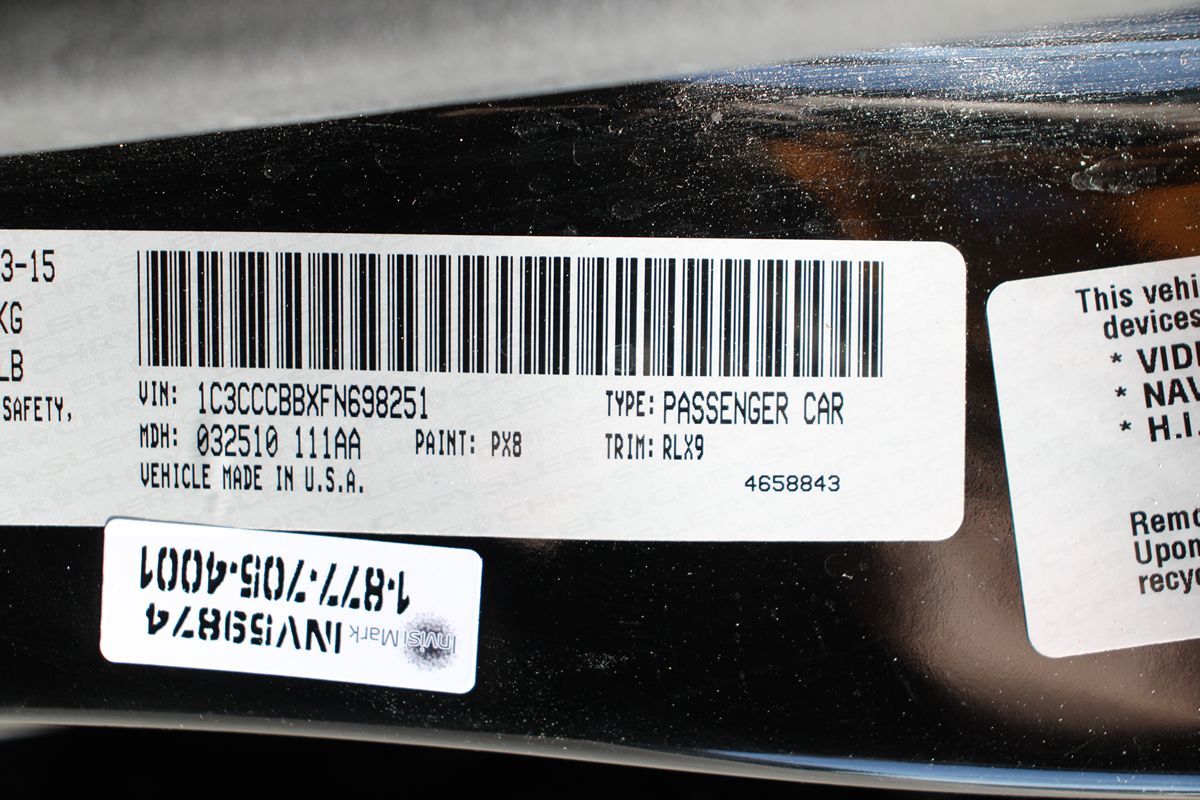 3-15
KG
LB
SAFETY,
VIN: 1C3CCCBBXFN698251
TYPE: PASSENGER CAR
MDH: 032510 111AA
PAINT: PX8
TRIM: RLX9
VEHICLE MADE IN U.S.A.
4658843
INV59874
1-877-705-4001
InvisiMark
This vehi
devices
* VID
* NAV
* H.I.
Remo
Upon
recyc